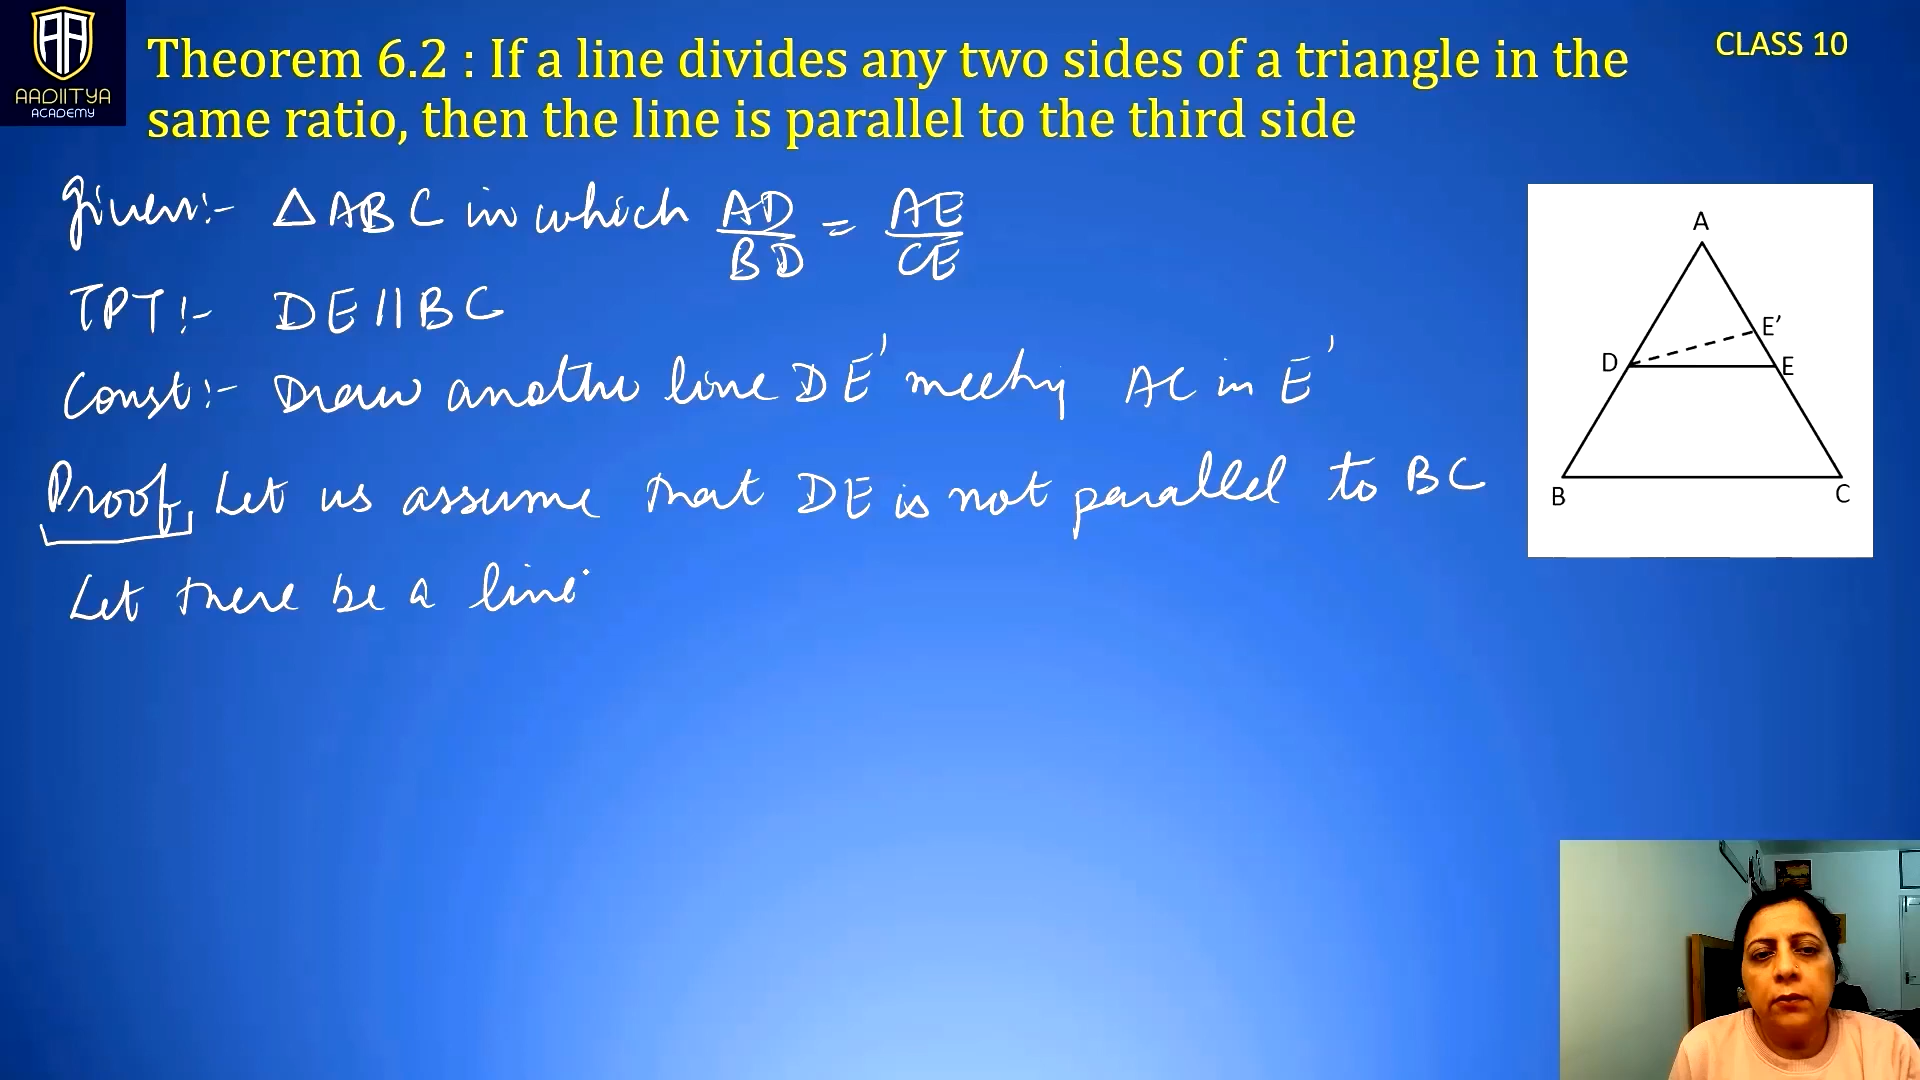 AADIITYA
ACADEMY
Theorem 6.2 : If a line divides any two sides of a triangle in the
same ratio, then the line is parallel to the third side
CLASS 10
Given:- △ABC in which AD/BD = AE/CE
TPT:- DE||BC
Const:- Draw another line DE' meeting AC in E'
Proof, Let us assume that DE is not parallel to BC
Let there be a line
A
E’
D
E
B
C